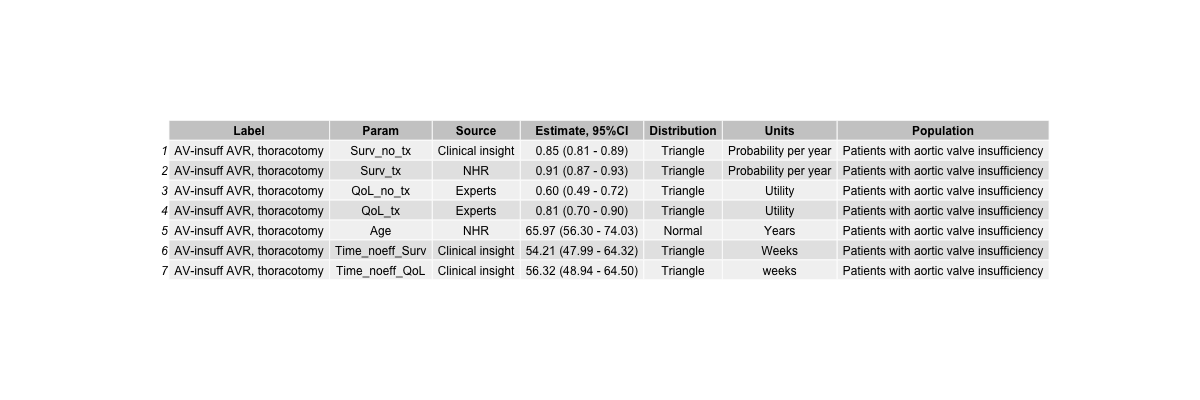 Label Param Source Estimate, 95%CI Distribution Units Population
1 AV-insuff AVR, thoracotomy Surv_no_tx Clinical insight 0.85 (0.81 - 0.89) Triangle Probability per year Patients with aortic valve insufficiency
2 AV-insuff AVR, thoracotomy Surv_tx NHR 0.91 (0.87 - 0.93) Triangle Probability per year Patients with aortic valve insufficiency
3 AV-insuff AVR, thoracotomy QoL_no_tx Experts 0.60 (0.49 - 0.72) Triangle Utility Patients with aortic valve insufficiency
4 AV-insuff AVR, thoracotomy QoL_tx Experts 0.81 (0.70 - 0.90) Triangle Utility Patients with aortic valve insufficiency
5 AV-insuff AVR, thoracotomy Age NHR 65.97 (56.30 - 74.03) Normal Years Patients with aortic valve insufficiency
6 AV-insuff AVR, thoracotomy Time_noeff_Surv Clinical insight 54.21 (47.99 - 64.32) Triangle Weeks Patients with aortic valve insufficiency
7 AV-insuff AVR, thoracotomy Time_noeff_QoL Clinical insight 56.32 (48.94 - 64.50) Triangle weeks Patients with aortic valve insufficiency